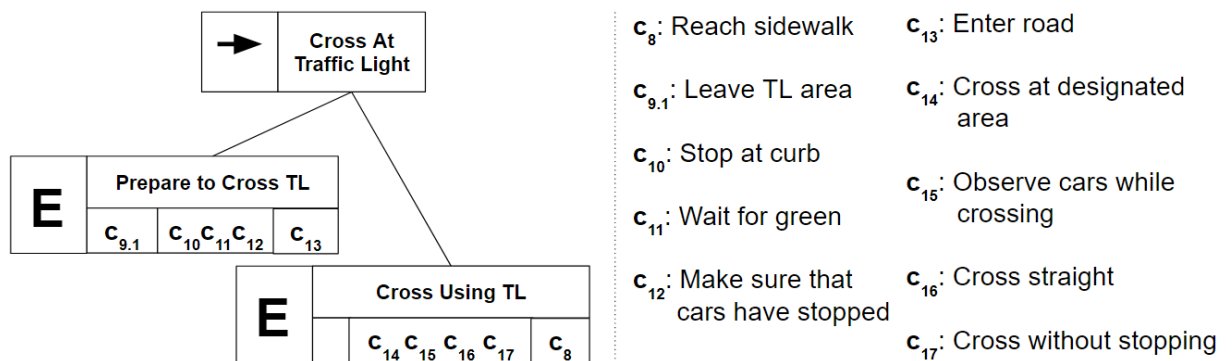 Cross At
Traffic Light
E
Prepare to Cross TL
c9.1
c10c11c12
c13
E
Cross Using TL
c14 c15 c16 c17
c8
c8: Reach sidewalk
c9.1: Leave TL area
c10: Stop at curb
c11: Wait for green
c12: Make sure that
cars have stopped
c13: Enter road
c14: Cross at designated
area
c15: Observe cars while
crossing
c16: Cross straight
c17: Cross without stopping